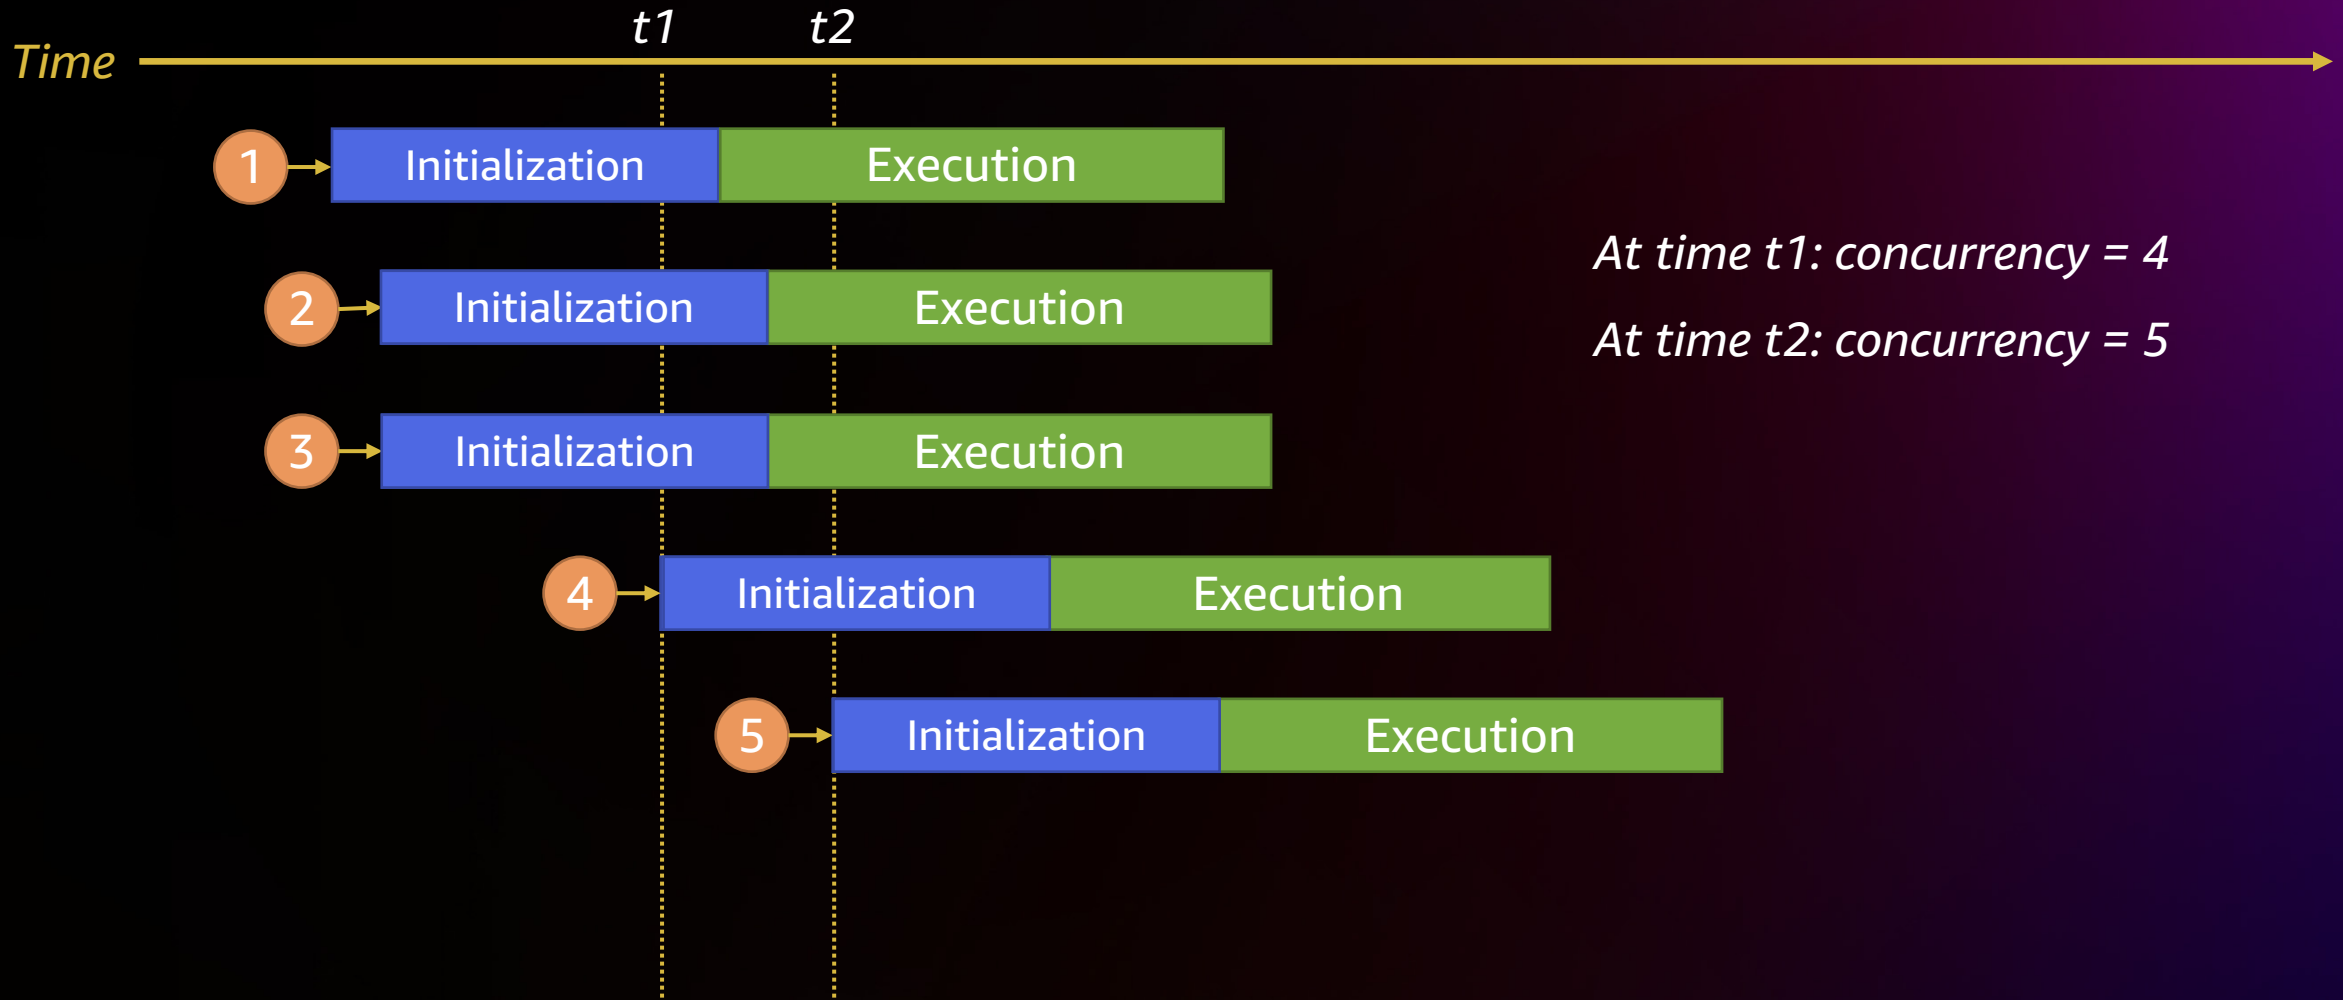 t1 t2
Time
1 Initialization Execution
At time t1: concurrency = 4
2 Initialization Execution
At time t2: concurrency = 5
3 Initialization Execution
4 Initialization Execution
5 Initialization Execution